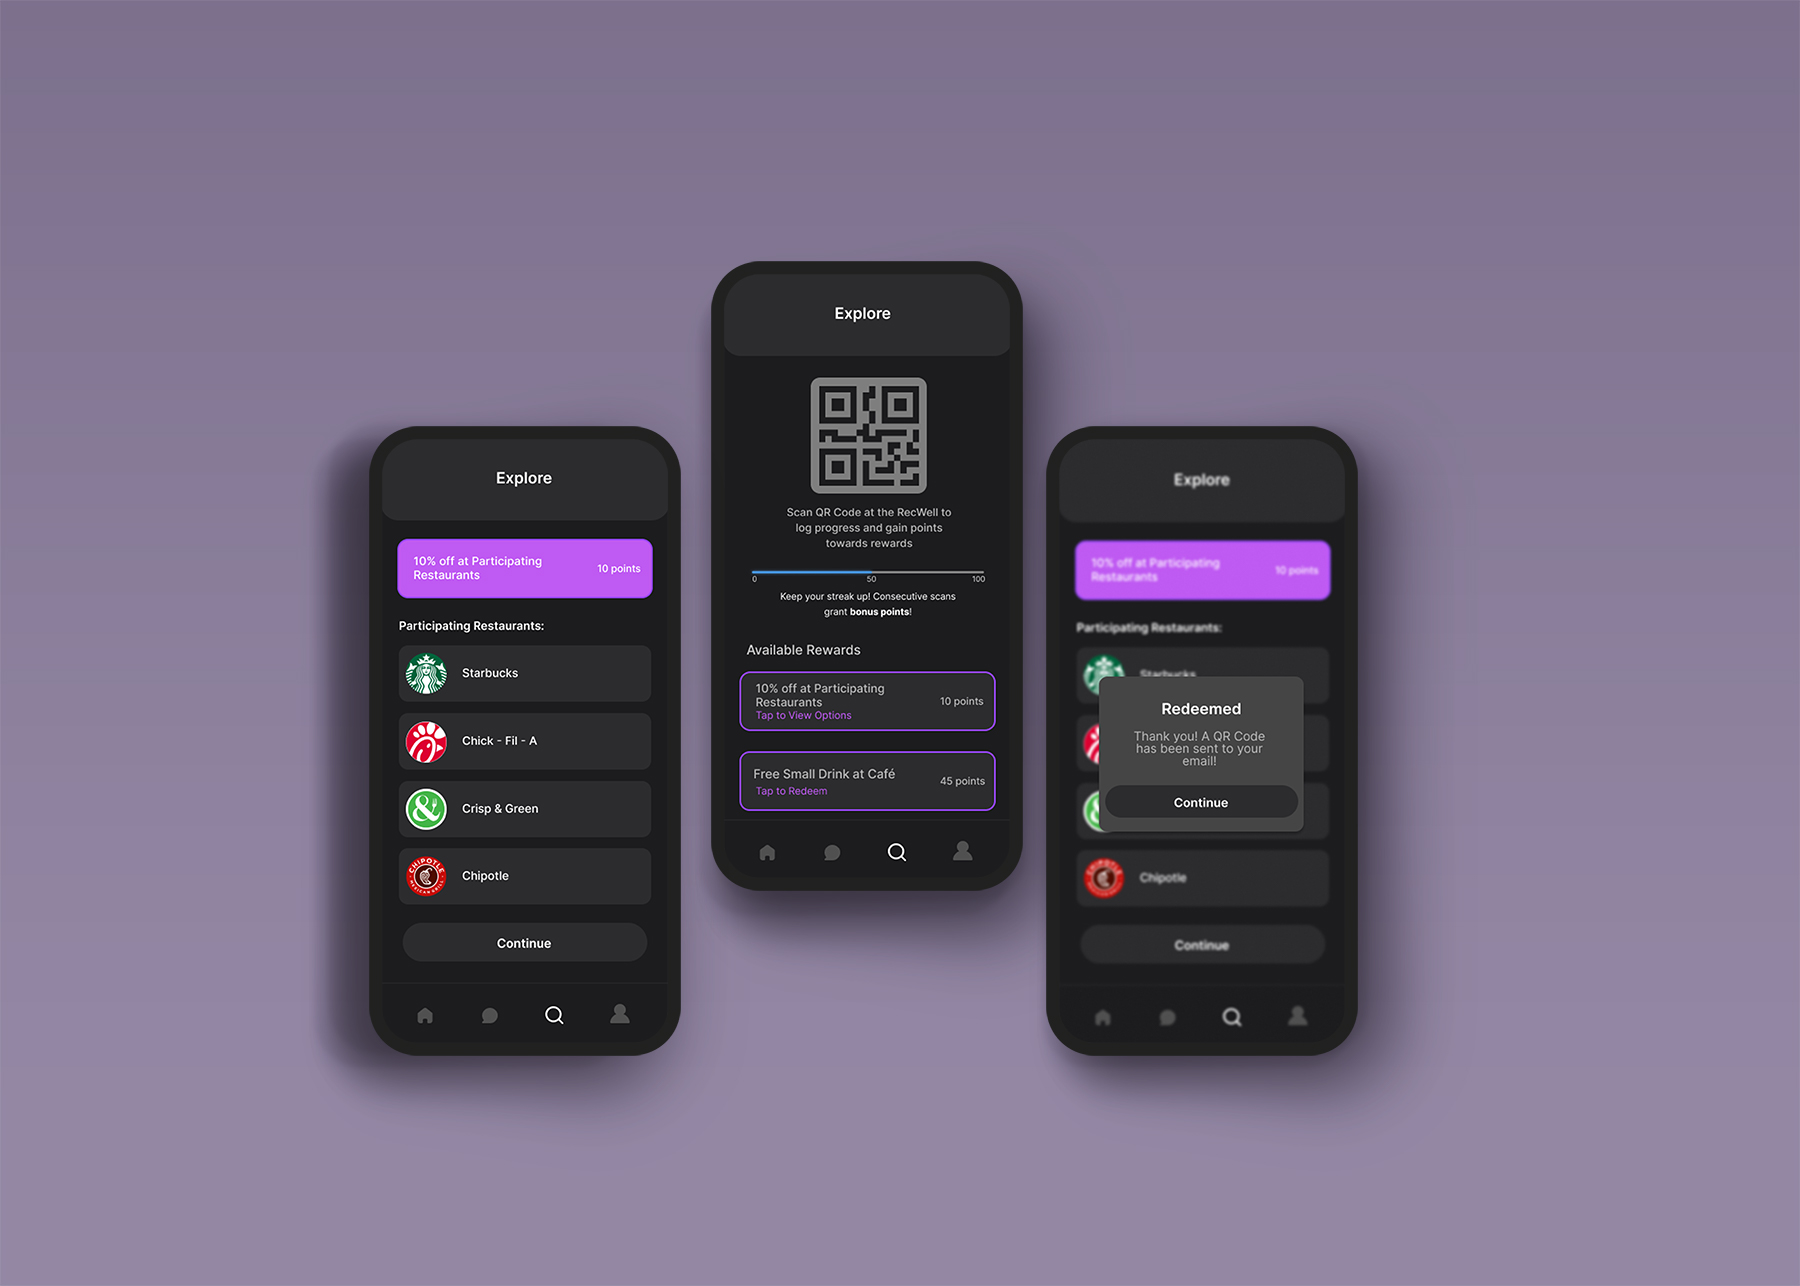 Explore
10% off at Participating
Restaurants
10 points
Participating Restaurants:
Starbucks
Chick - Fil - A
Crisp & Green
&
CHIPOTLE
MEXICAN GRILL
Chipotle
Continue
Explore
Scan QR Code at the RecWell to
log progress and gain points
towards rewards
0 50 100
Keep your streak up! Consecutive scans
grant bonus points!
Available Rewards
10% off at Participating
Restaurants
10 points
Tap to View Options
Free Small Drink at Café
45 points
Tap to Redeem
Explore
10% off at Participating
Restaurants
10 points
Participating Restaurants:
Starbucks
Redeemed
Thank you! A QR Code
has been sent to your
email!
Continue
&
CHIPOTLE
Chipotle
Continue